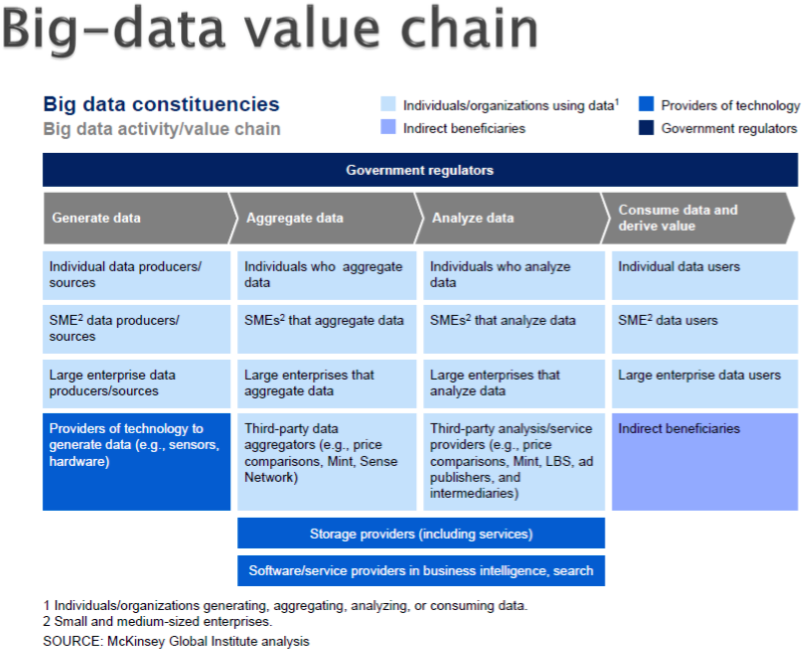 Big-data value chain
Big data constituencies
Big data activity/value chain
Individuals/organizations using data¹
Providers of technology
Indirect beneficiaries
Government regulators
Government regulators
Generate data
Aggregate data
Analyze data
Consume data and
derive value
Individual data producers/
sources
Individuals who aggregate
data
Individuals who analyze
data
Individual data users
SME² data producers/
sources
SMEs² that aggregate data
SMEs² that analyze data
SME² data users
Large enterprise data
producers/sources
Large enterprises that
aggregate data
Large enterprises that
analyze data
Large enterprise data users
Providers of technology to
generate data (e.g., sensors,
hardware)
Third-party data
aggregators (e.g., price
comparisons, Mint, Sense
Network)
Third-party analysis/service
providers (e.g., price
comparisons, Mint, LBS, ad
publishers, and
intermediaries)
Indirect beneficiaries
Storage providers (including services)
Software/service providers in business intelligence, search
1 Individuals/organizations generating, aggregating, analyzing, or consuming data.
2 Small and medium-sized enterprises.
SOURCE: McKinsey Global Institute analysis